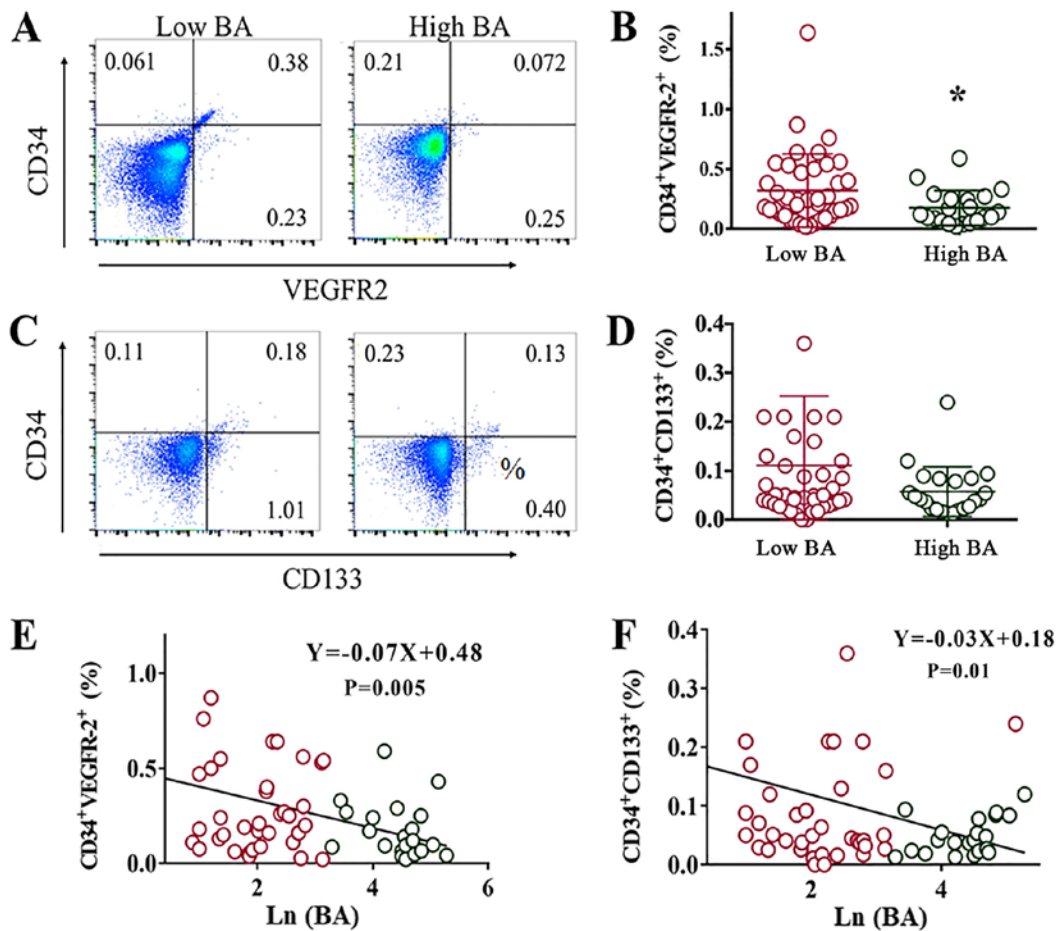 A
Low BA
High BA
0.061
0.38
0.21
0.072
0.23
0.25
CD34
VEGFR2
B
CD34+VEGFR-2+ (%)
1.5
1.0
0.5
0.0
*
Low BA
High BA
C
0.11
0.18
0.23
0.13
%
1.01
0.40
CD34
CD133
D
CD34+CD133+ (%)
0.4
0.3
0.2
0.1
0.0
Low BA
High BA
E
Y=-0.07X+0.48
P=0.005
CD34+VEGFR-2+ (%)
1.0
0.5
0.0
2
4
6
Ln (BA)
F
Y=-0.03X+0.18
P=0.01
CD34+CD133+ (%)
0.4
0.3
0.2
0.1
0.0
2
4
Ln (BA)